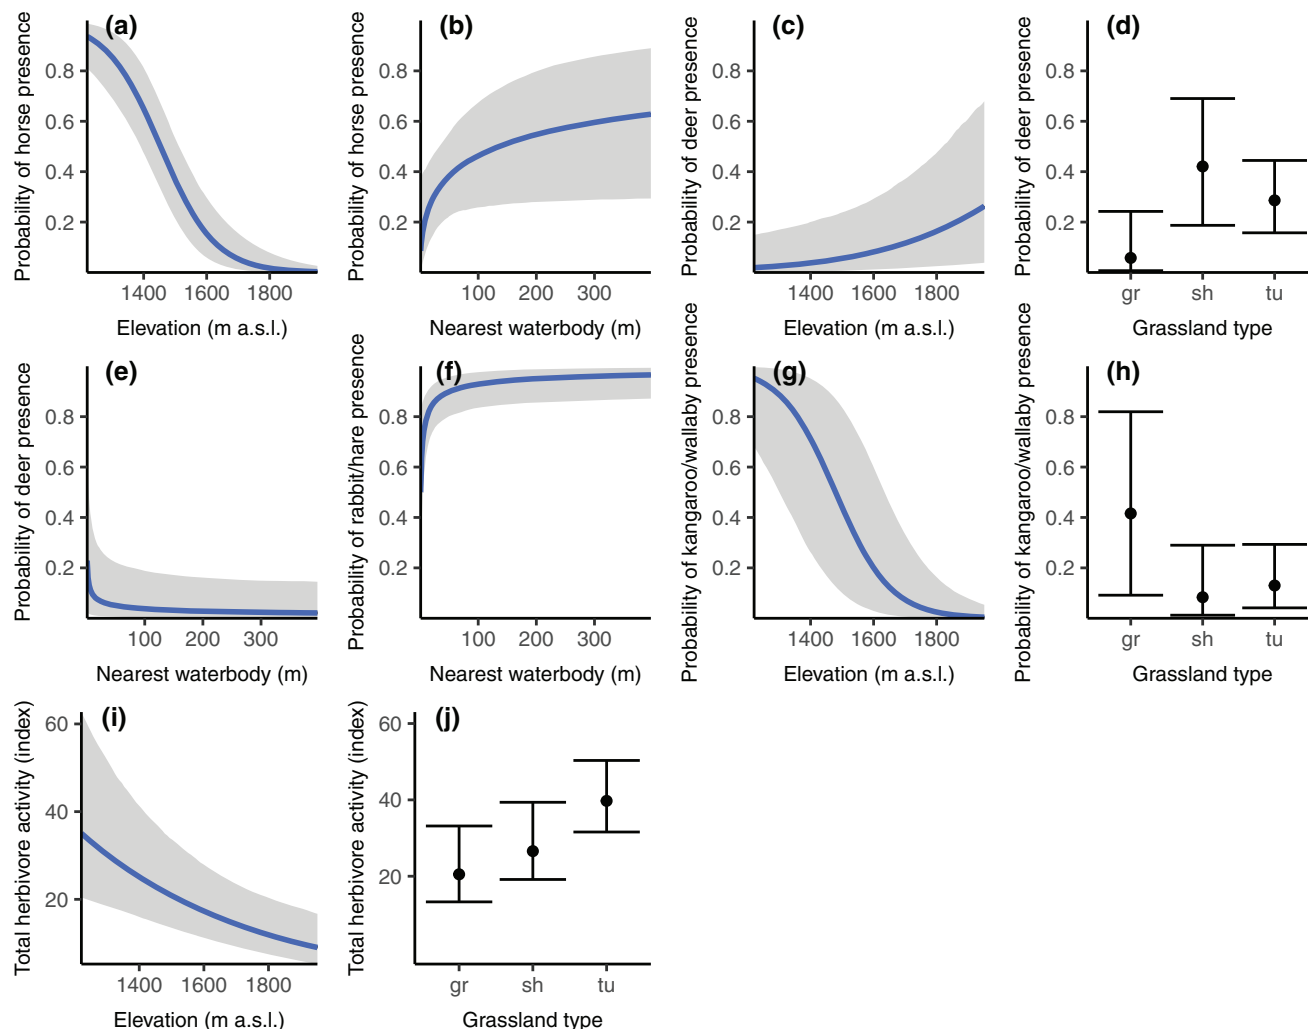 (a)
Probability of horse presence
0.8
0.6
0.4
0.2
1400 1600 1800
Elevation (m a.s.l.)
(b)
Probability of horse presence
0.8
0.6
0.4
0.2
100 200 300
Nearest waterbody (m)
(c)
Probability of deer presence
0.8
0.6
0.4
0.2
1400 1600 1800
Elevation (m a.s.l.)
(d)
Probability of deer presence
0.8
0.6
0.4
0.2
gr sh tu
Grassland type
(e)
Probability of deer presence
0.8
0.6
0.4
0.2
100 200 300
Nearest waterbody (m)
(f)
Probability of rabbit/hare presence
0.8
0.6
0.4
0.2
100 200 300
Nearest waterbody (m)
(g)
Probability of kangaroo/wallaby presence
0.8
0.6
0.4
0.2
1400 1600 1800
Elevation (m a.s.l.)
(h)
Probability of kangaroo/wallaby presence
0.8
0.6
0.4
0.2
gr sh tu
Grassland type
(i)
Total herbivore activity (index)
60
40
20
1400 1600 1800
Elevation (m a.s.l.)
(j)
Total herbivore activity (index)
60
40
20
gr sh tu
Grassland type